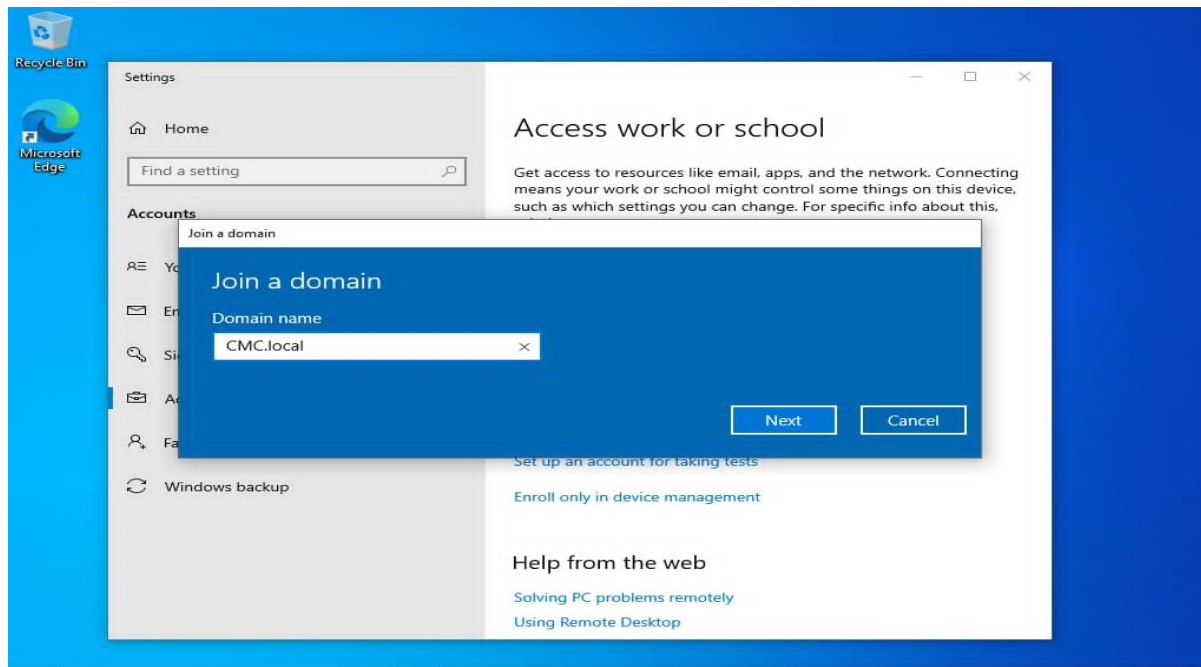 Recycle Bin
Microsoft
Edge
Settings
Home
Find a setting
Accounts
Windows backup
Access work or school
Get access to resources like email, apps, and the network. Connecting
means your work or school might control some things on this device,
such as which settings you can change. For specific info about this,
Join a domain
Join a domain
Domain name
CMC.local
Next
Cancel
Set up an account for taking tests
Enroll only in device management
Help from the web
Solving PC problems remotely
Using Remote Desktop